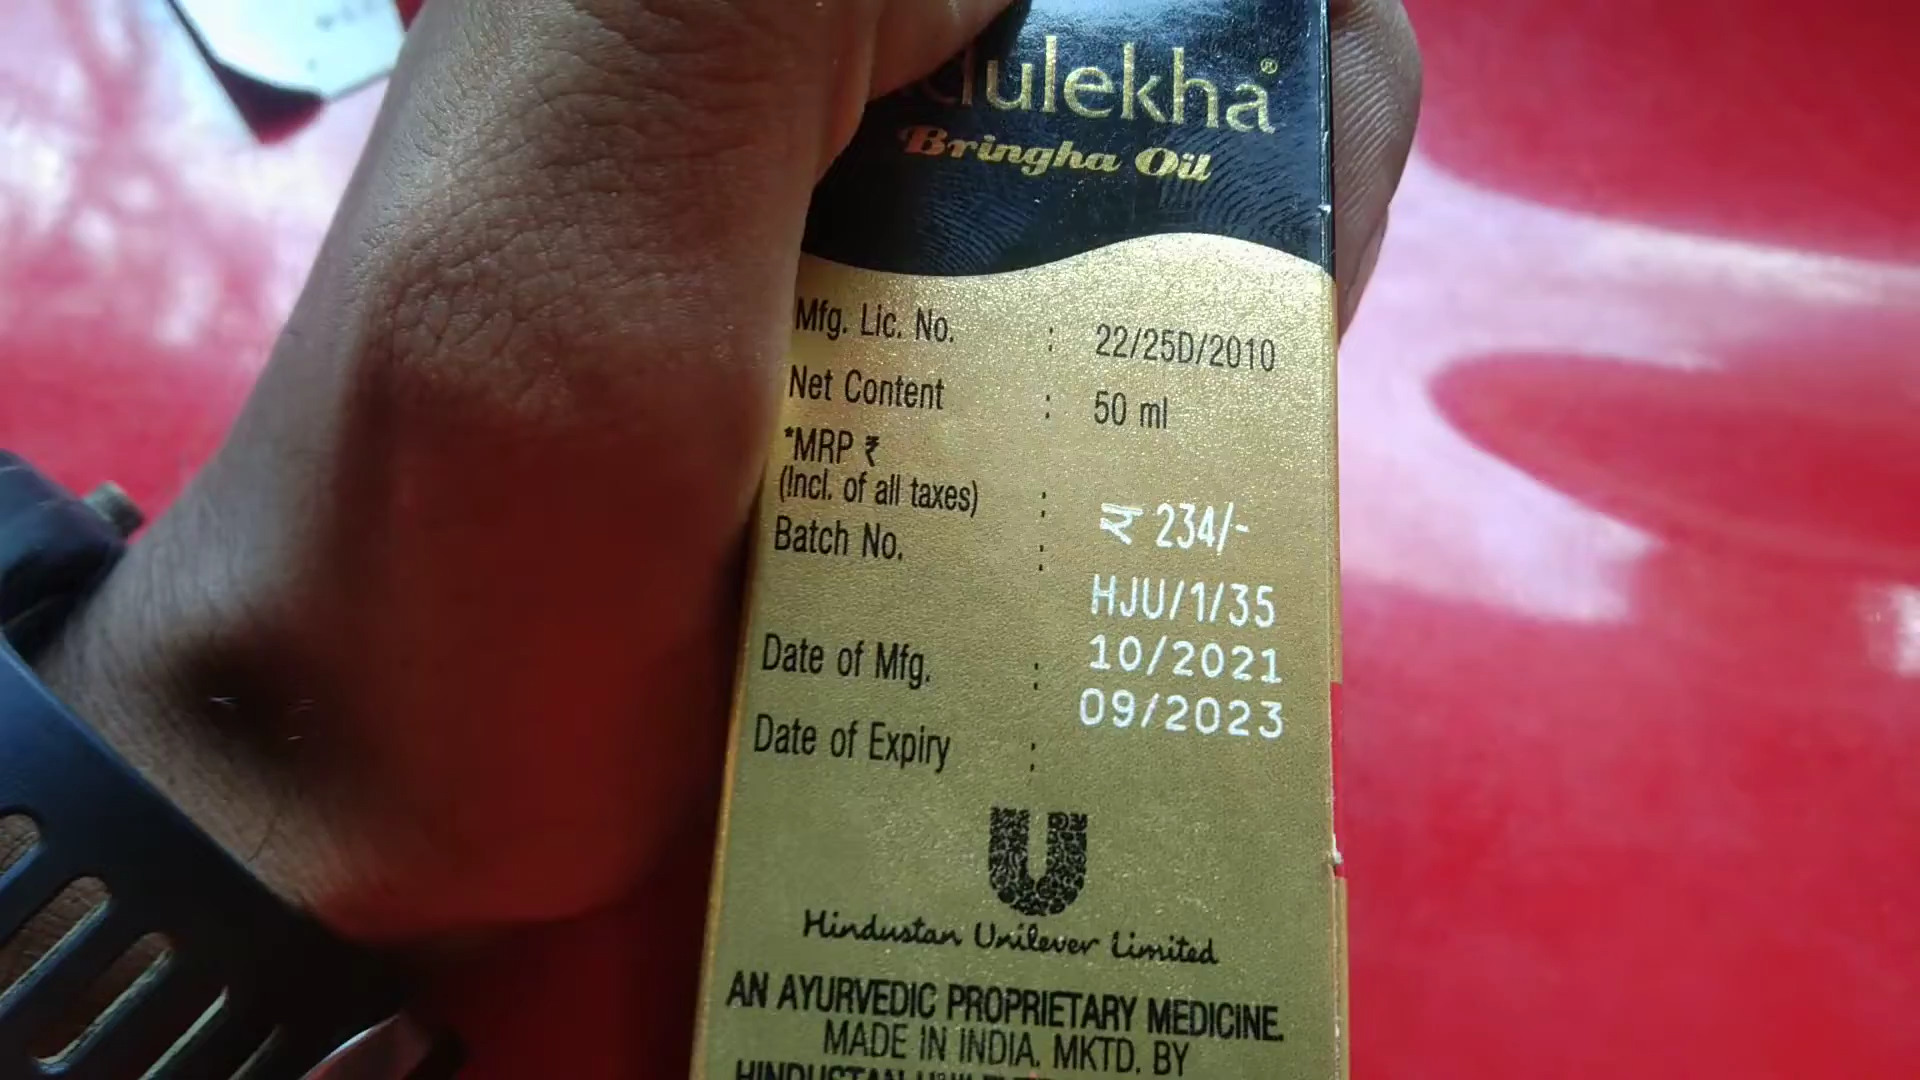 dulekha®
Bringha Oil
Mfg. Lic. No. : 22/25D/2010
Net Content : 50 ml
*MRP ₹
(Incl. of all taxes) : ₹ 234/-
Batch No. : HJU/1/35
Date of Mfg. : 10/2021
Date of Expiry : 09/2023
U
Hindustan Unilever Limited
AN AYURVEDIC PROPRIETARY MEDICINE.
MADE IN INDIA. MKTD. BY
HINDUSTAN